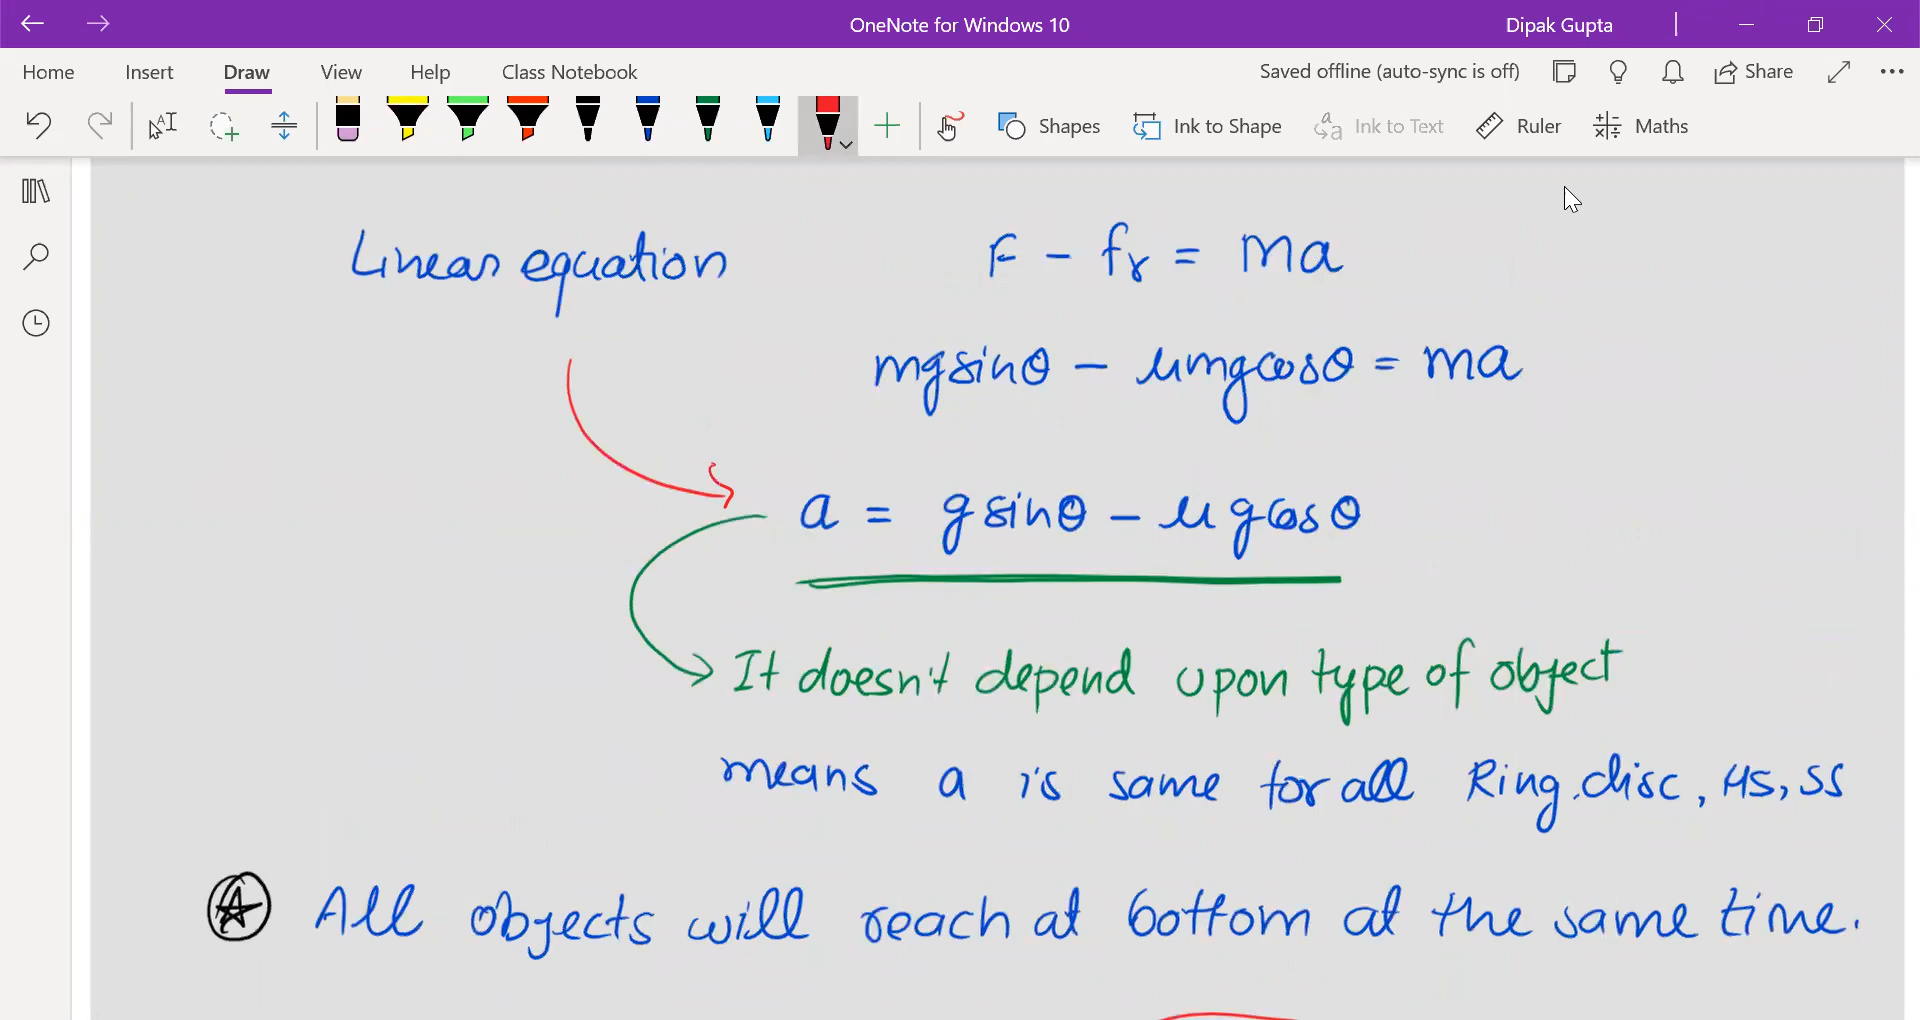 OneNote for Windows 10
Dipak Gupta
Home Insert Draw View Help Class Notebook
Saved offline (auto-sync is off) Share
Shapes Ink to Shape Ink to Text Ruler Maths
Linear equation F - fr = ma
mgsinθ - μmgcosθ = ma
a = gsinθ - μgcosθ
It doesn't depend upon type of object
means a is same for all Ring, disc, HS, SS
All objects will reach at bottom at the same time.